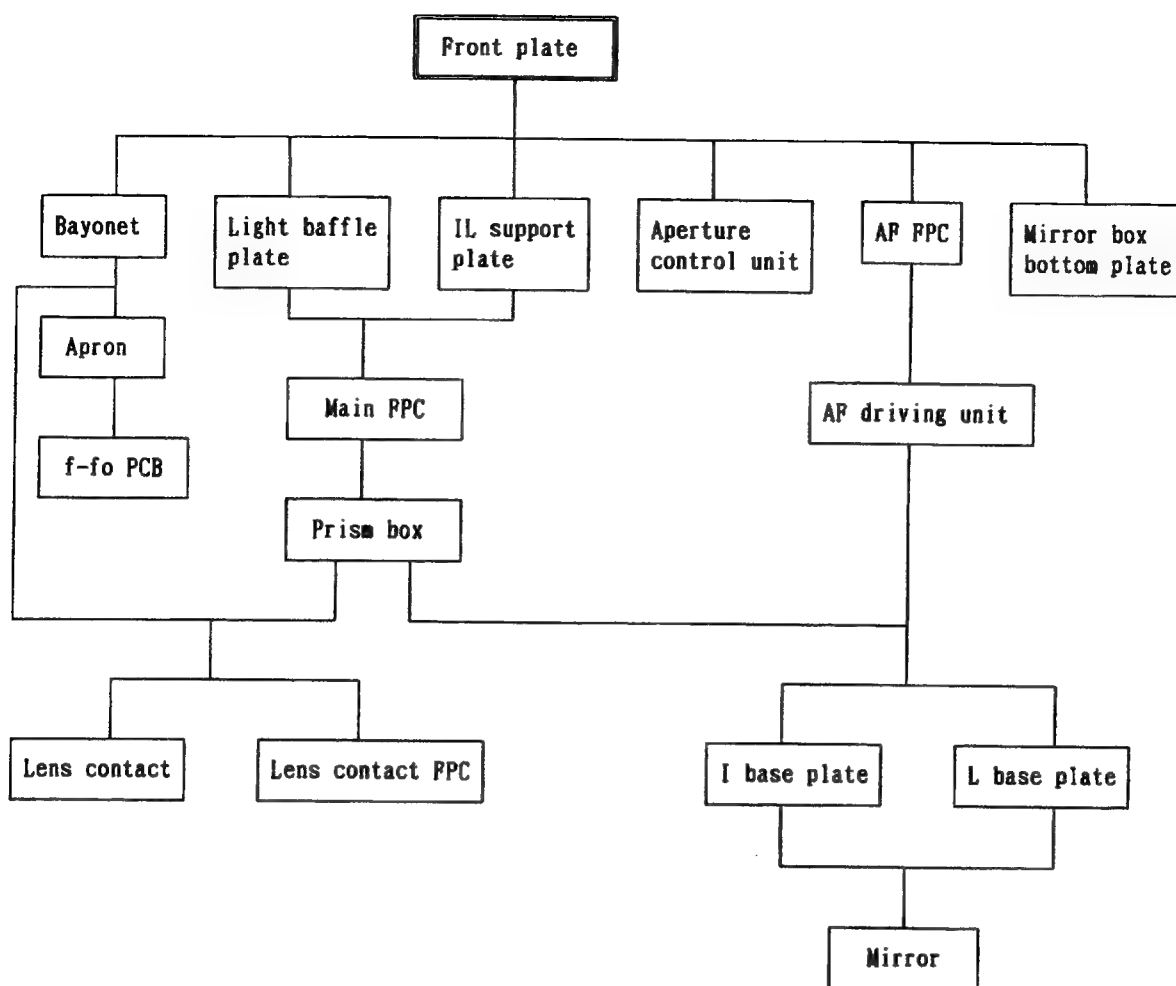 Front plate
Bayonet
Light baffle
plate
IL support
plate
Aperture
control unit
AF FPC
Mirror box
bottom plate
Apron
Main FPC
AF driving unit
f-fo PCB
Prism box
Lens contact
Lens contact FPC
I base plate
L base plate
Mirror